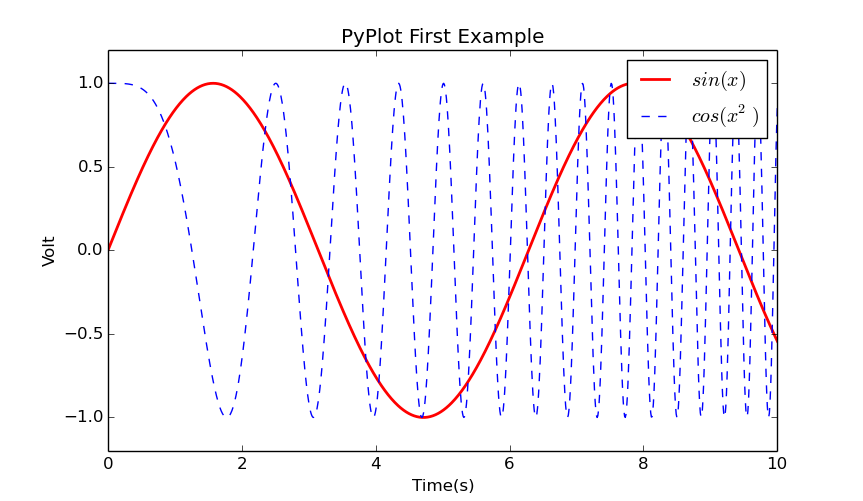 PyPlot First Example
sin(x)
cos(x²)
1.0
0.5
0.0
−0.5
−1.0
Volt
0 2 4 6 8 10
Time(s)